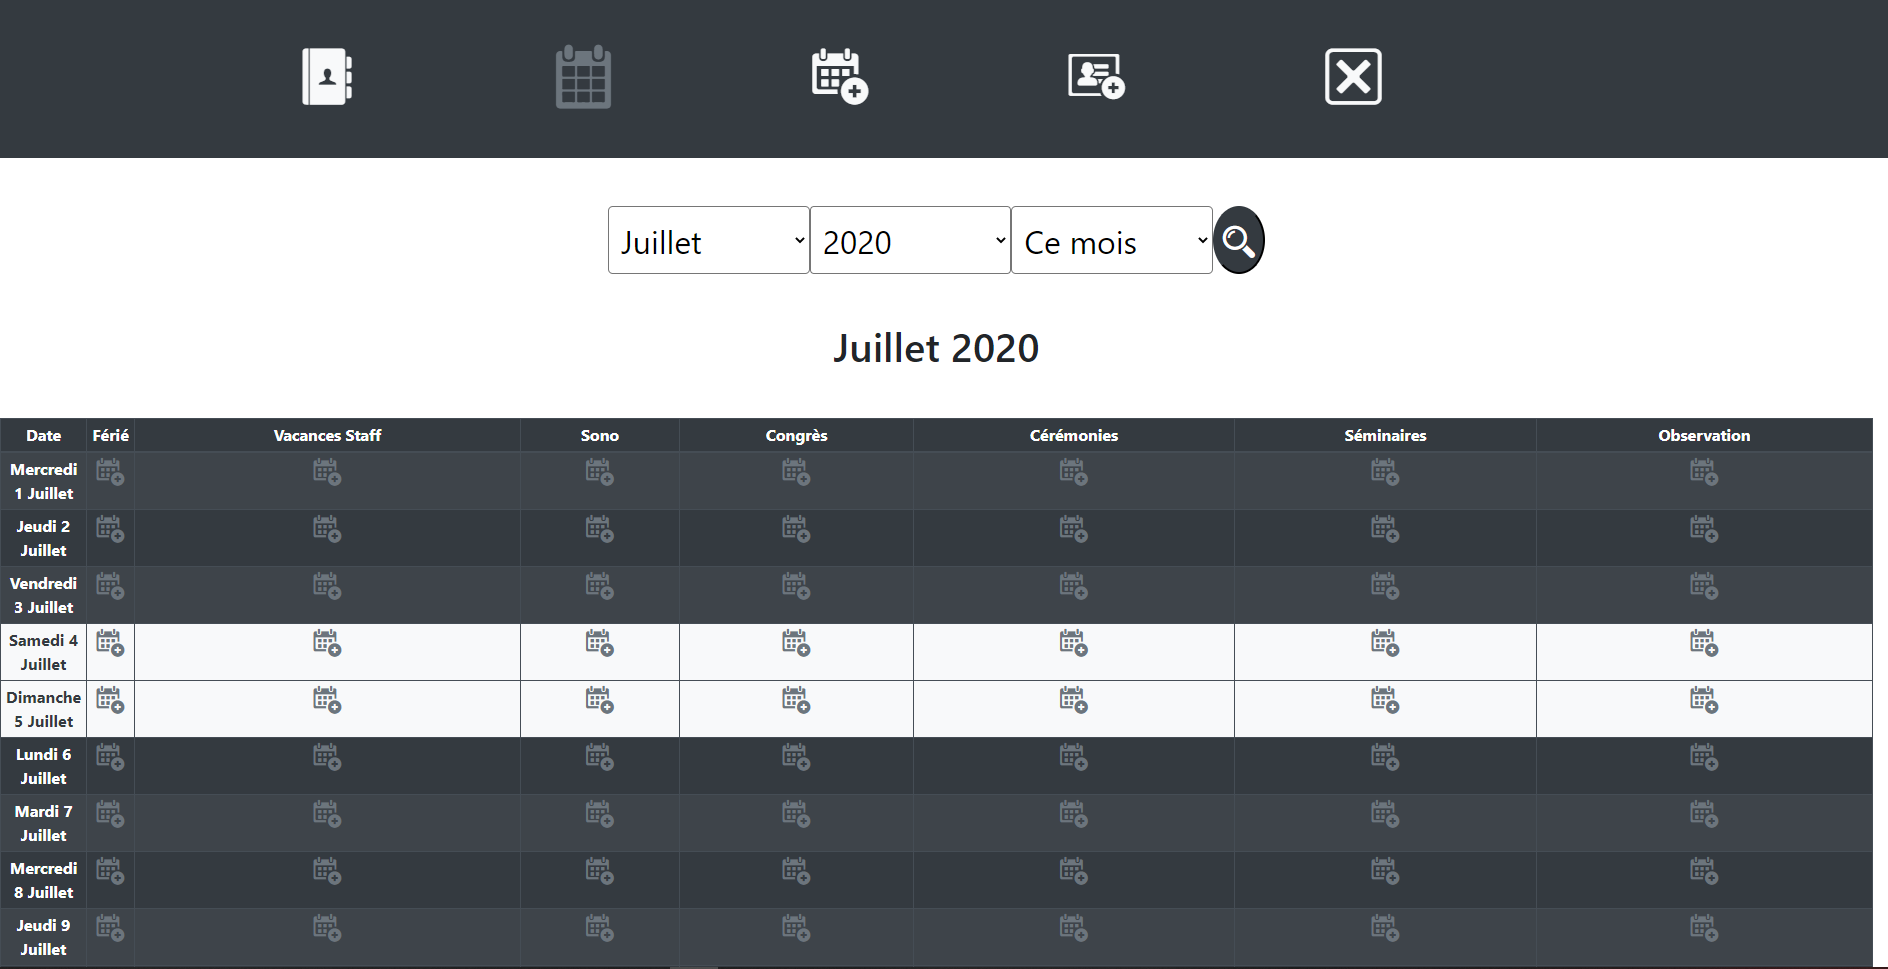 Juillet 2020 Ce mois
Juillet 2020
Date Férié Vacances Staff Sono Congrès Cérémonies Séminaires Observation
Mercredi
1 Juillet
Jeudi 2
Juillet
Vendredi
3 Juillet
Samedi 4
Juillet
Dimanche
5 Juillet
Lundi 6
Juillet
Mardi 7
Juillet
Mercredi
8 Juillet
Jeudi 9
Juillet